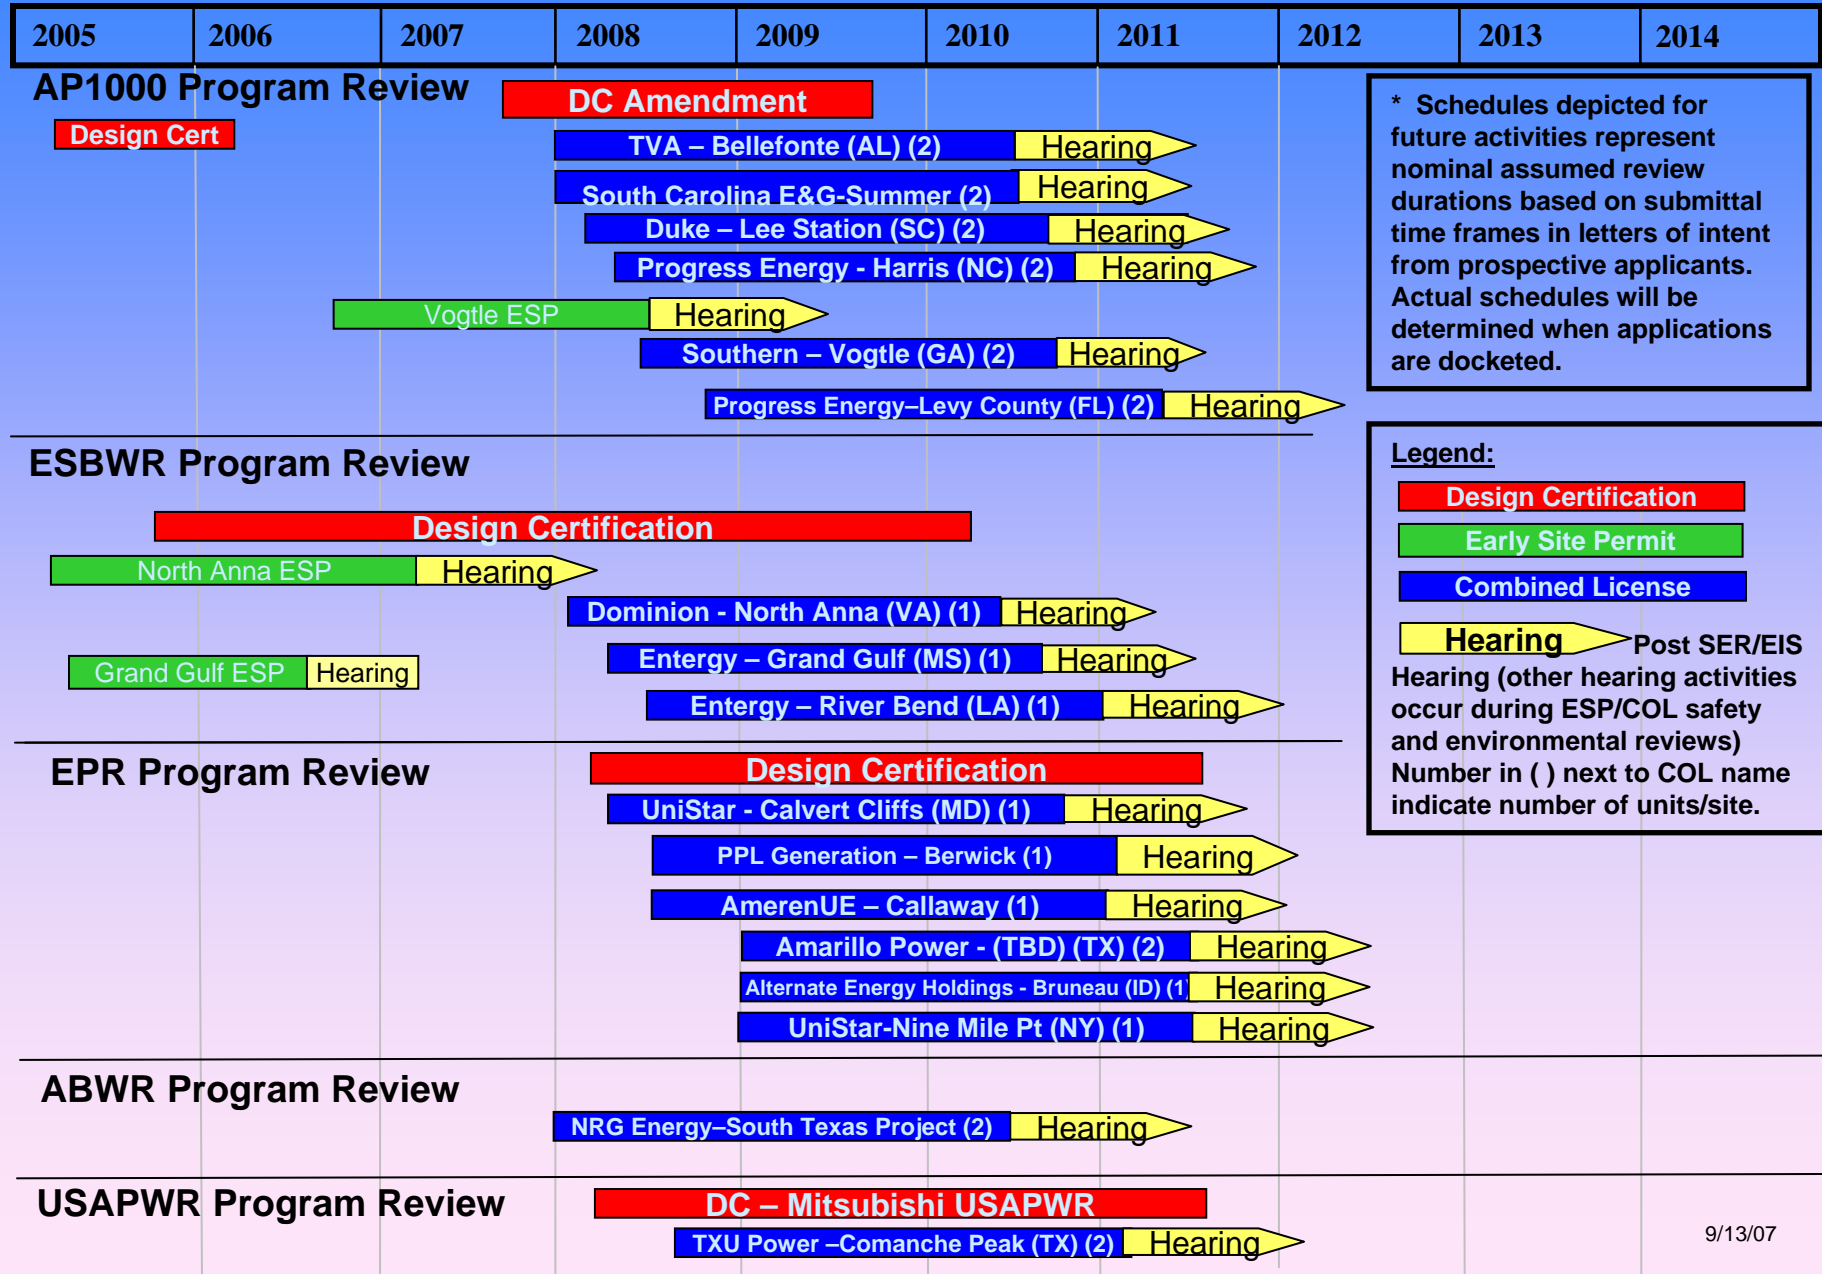 2005 2006 2007 2008 2009 2010 2011 2012 2013 2014
AP1000 Program Review
DC Amendment
Design Cert
TVA – Bellefonte (AL) (2) Hearing
South Carolina E&G-Summer (2) Hearing
Duke – Lee Station (SC) (2) Hearing
Progress Energy - Harris (NC) (2) Hearing
Vogtle ESP Hearing
Southern – Vogtle (GA) (2) Hearing
Progress Energy–Levy County (FL) (2) Hearing
* Schedules depicted for
future activities represent
nominal assumed review
durations based on submittal
time frames in letters of intent
from prospective applicants.
Actual schedules will be
determined when applications
are docketed.
ESBWR Program Review
Design Certification
North Anna ESP Hearing
Dominion - North Anna (VA) (1) Hearing
Entergy – Grand Gulf (MS) (1) Hearing
Grand Gulf ESP Hearing
Entergy – River Bend (LA) (1) Hearing
Legend:
Design Certification
Early Site Permit
Combined License
Hearing Post SER/EIS
Hearing (other hearing activities
occur during ESP/COL safety
and environmental reviews)
Number in ( ) next to COL name
indicate number of units/site.
EPR Program Review
Design Certification
UniStar - Calvert Cliffs (MD) (1) Hearing
PPL Generation – Berwick (1) Hearing
AmerenUE – Callaway (1) Hearing
Amarillo Power - (TBD) (TX) (2) Hearing
Alternate Energy Holdings - Bruneau (ID) (1) Hearing
UniStar-Nine Mile Pt (NY) (1) Hearing
ABWR Program Review
NRG Energy–South Texas Project (2) Hearing
USAPWR Program Review
DC – Mitsubishi USAPWR
TXU Power –Comanche Peak (TX) (2) Hearing
9/13/07